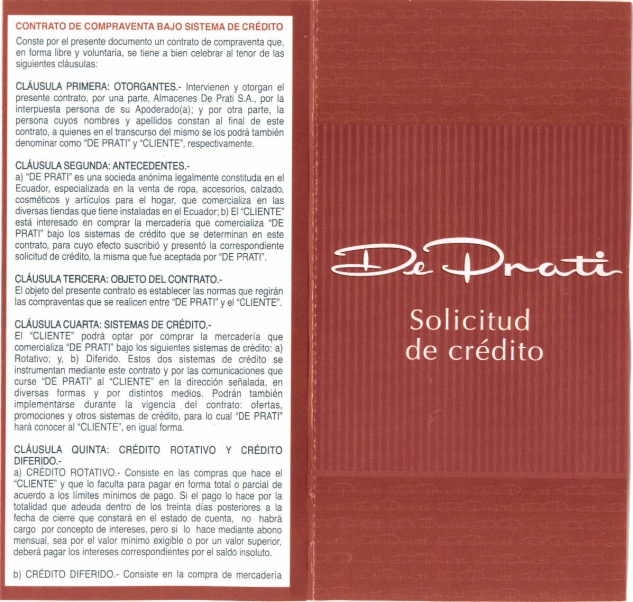 CONTRATO DE COMPRAVENTA BAJO SISTEMA DE CRÉDITO
Conste por el presente documento un contrato de compraventa que,
en forma libre y voluntaria, se tiene a bien celebrar al tenor de las
siguientes cláusulas:
CLÁUSULA PRIMERA: OTORGANTES.- Intervienen y otorgan el
presente contrato, por una parte, Almacenes De Prati S.A., por la
interpuesta persona de su Apoderado(a); y por otra parte, la
persona cuyos nombres y apellidos constan al final de este
contrato, a quienes en el transcurso del mismo se los podrá también
denominar como "DE PRATI" y "CLIENTE", respectivamente.
CLÁUSULA SEGUNDA: ANTECEDENTES.-
a) "DE PRATI" es una socieda anónima legalmente constituda en el
Ecuador, especializada en la venta de ropa, accesorios, calzado,
cosméticos y artículos para el hogar, que comercializa en las
diversas tiendas que tiene instaladas en el Ecuador; b) El "CLIENTE"
está interesado en comprar la mercadería que comercializa "DE
PRATI" bajo los sistemas de crédito que se determinan en este
contrato, para cuyo efecto suscribió y presentó la correspondiente
solicitud de crédito, la misma que fue aceptada por "DE PRATI".
CLÁUSULA TERCERA: OBJETO DEL CONTRATO.-
El objeto del presente contrato es establecer las normas que regirán
las compraventas que se realicen entre "DE PRATI" y el "CLIENTE".
CLÁUSULA CUARTA: SISTEMAS DE CRÉDITO.-
El "CLIENTE" podrá optar por comprar la mercadería que
comercializa "DE PRATI" bajo los siguientes sistemas de crédito: a)
Rotativo; y, b) Diferido. Estos dos sistemas de crédito se
instrumentan mediante este contrato y por las comunicaciones que
curse "DE PRATI" al "CLIENTE" en la dirección señalada, en
diversas formas y por distintos medios. Podrán también
implementarse durante la vigencia del contrato: ofertas,
promociones y otros sistemas de crédito, para lo cual "DE PRATI"
hará conocer al "CLIENTE", en igual forma.
CLÁUSULA QUINTA: CRÉDITO ROTATIVO Y CRÉDITO
DIFERIDO.-
a) CRÉDITO ROTATIVO.- Consiste en las compras que hace el
"CLIENTE" y que lo faculta para pagar en forma total o parcial de
acuerdo a los límites mínimos de pago. Si el pago lo hace por la
totalidad que adeuda dentro de los treinta días posteriores a la
fecha de cierre que constará en el estado de cuenta, no habrá
cargo por concepto de intereses, pero si lo hace mediante abono
mensual, sea por el valor mínimo exigible o por un valor superior,
deberá pagar los intereses correspondientes por el saldo insoluto.
b) CRÉDITO DIFERIDO.- Consiste en la compra de mercadería
De Prati
Solicitud
de crédito